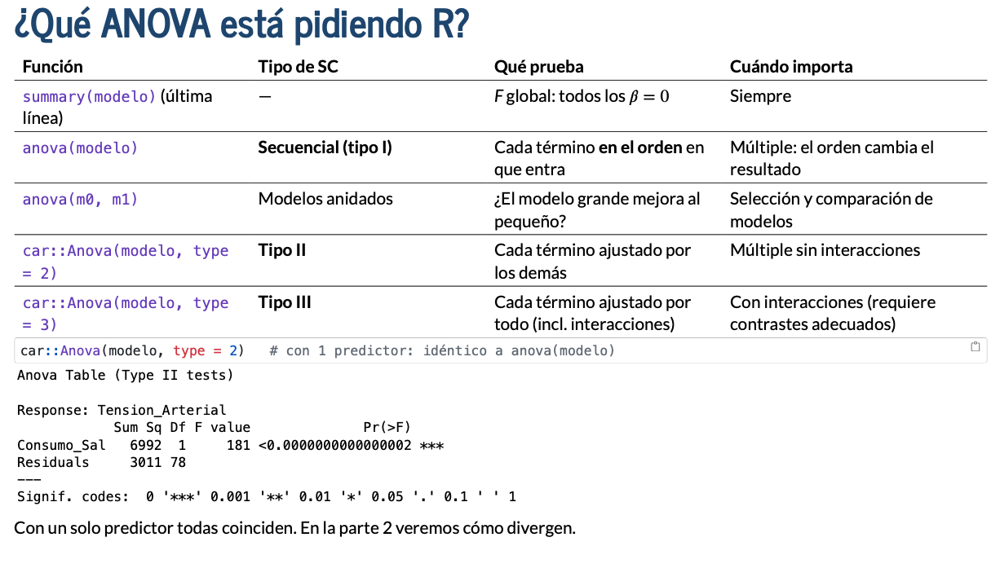 ¿Qué ANOVA está pidiendo R?
Función Tipo de SC Qué prueba Cuándo importa
summary(modelo) (última — F global: todos los β = 0 Siempre
línea)
anova(modelo) Secuencial (tipo I) Cada término en el orden en Múltiple: el orden cambia el
que entra resultado
anova(m0, m1) Modelos anidados ¿El modelo grande mejora al Selección y comparación de
pequeño? modelos
car::Anova(modelo, type Tipo II Cada término ajustado por Múltiple sin interacciones
= 2) los demás
car::Anova(modelo, type Tipo III Cada término ajustado por Con interacciones (requiere
= 3) todo (incl. interacciones) contrastes adecuados)
car::Anova(modelo, type = 2)   # con 1 predictor: idéntico a anova(modelo)
Anova Table (Type II tests)
Response: Tension_Arterial
            Sum Sq Df F value              Pr(>F)
Consumo_Sal   6992  1     181 <0.0000000000000002 ***
Residuals     3011 78
---
Signif. codes:  0 '***' 0.001 '**' 0.01 '*' 0.05 '.' 0.1 ' ' 1
Con un solo predictor todas coinciden. En la parte 2 veremos cómo divergen.